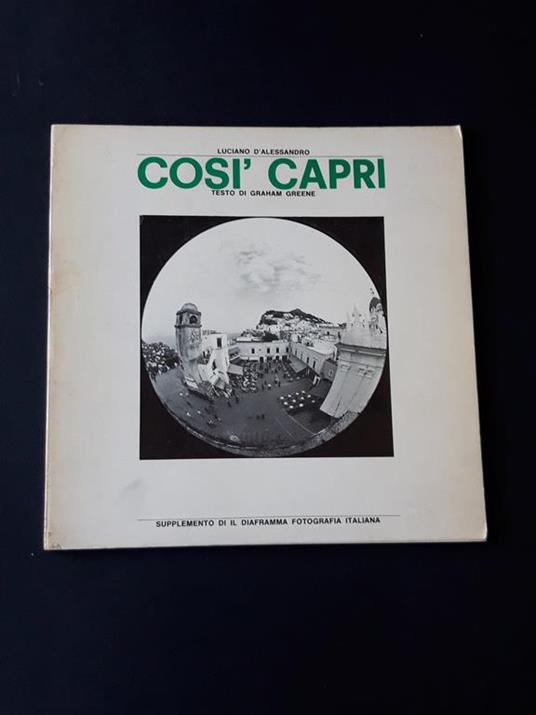 LUCIANO D'ALESSANDRO
COSI' CAPRI
TESTO DI GRAHAM GREENE
SUPPLEMENTO DI IL DIAFRAMMA FOTOGRAFIA ITALIANA